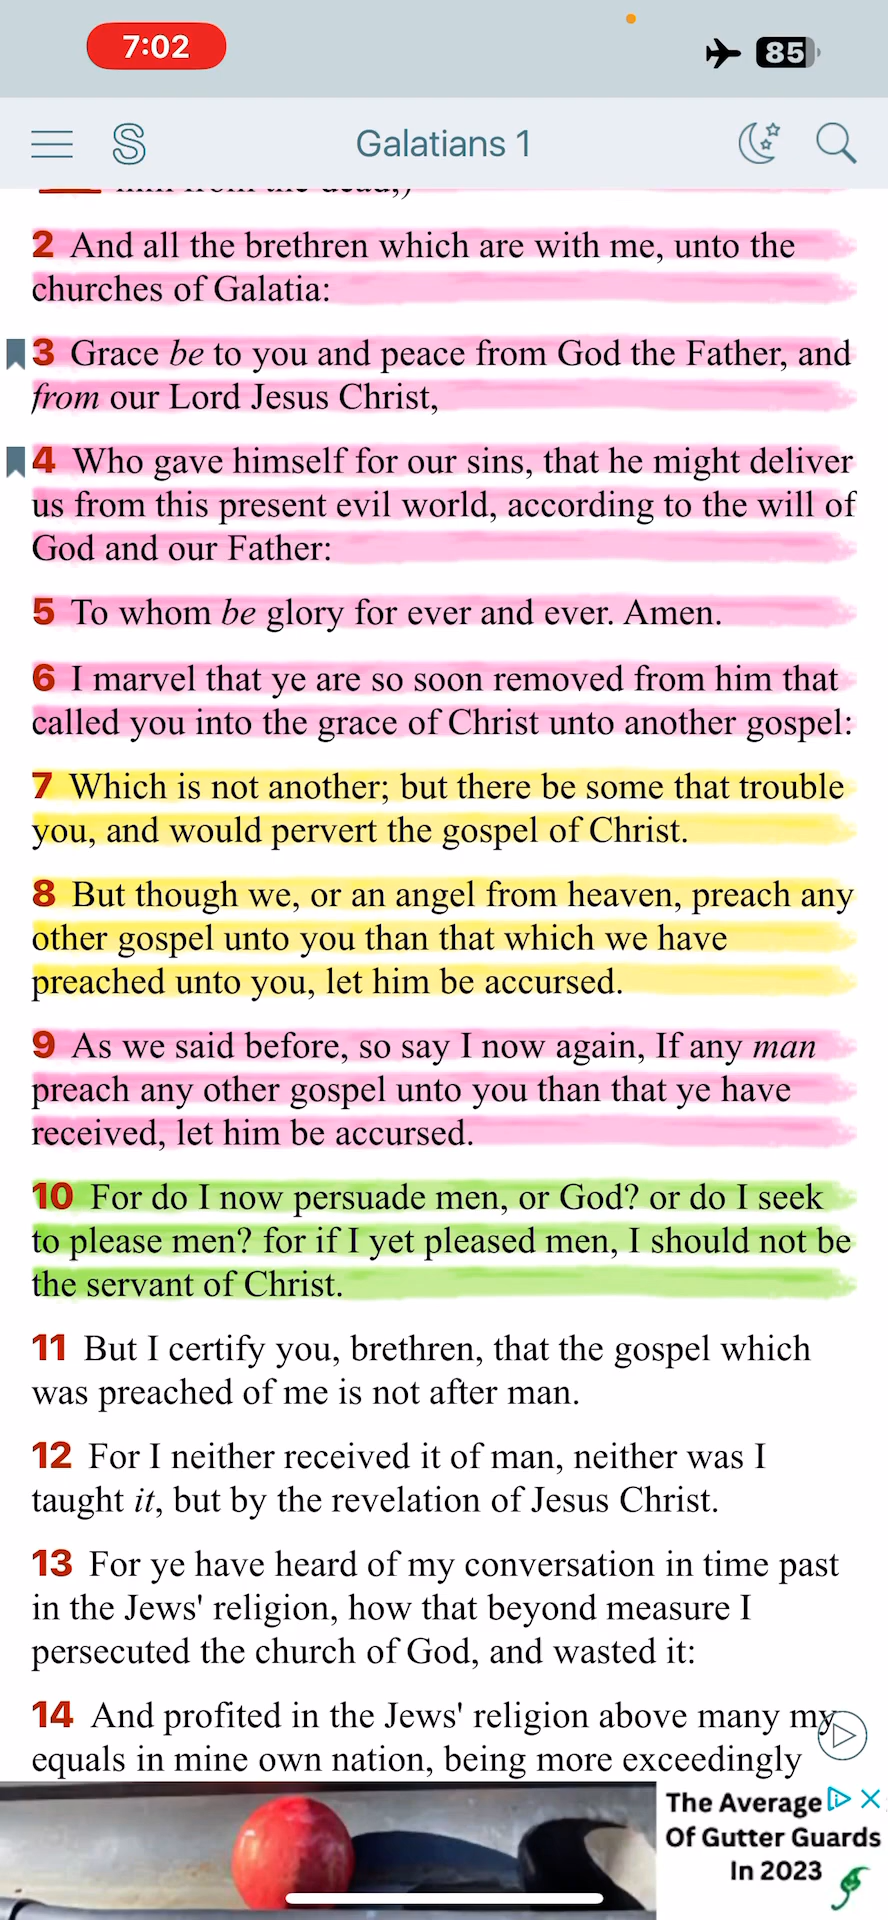 7:02
85
S
Galatians 1
him from the dead;)
2 And all the brethren which are with me, unto the
churches of Galatia:
3 Grace be to you and peace from God the Father, and
from our Lord Jesus Christ,
4 Who gave himself for our sins, that he might deliver
us from this present evil world, according to the will of
God and our Father:
5 To whom be glory for ever and ever. Amen.
6 I marvel that ye are so soon removed from him that
called you into the grace of Christ unto another gospel:
7 Which is not another; but there be some that trouble
you, and would pervert the gospel of Christ.
8 But though we, or an angel from heaven, preach any
other gospel unto you than that which we have
preached unto you, let him be accursed.
9 As we said before, so say I now again, If any man
preach any other gospel unto you than that ye have
received, let him be accursed.
10 For do I now persuade men, or God? or do I seek
to please men? for if I yet pleased men, I should not be
the servant of Christ.
11 But I certify you, brethren, that the gospel which
was preached of me is not after man.
12 For I neither received it of man, neither was I
taught it, but by the revelation of Jesus Christ.
13 For ye have heard of my conversation in time past
in the Jews' religion, how that beyond measure I
persecuted the church of God, and wasted it:
14 And profited in the Jews' religion above many my
equals in mine own nation, being more exceedingly
The Average
Of Gutter Guards
In 2023